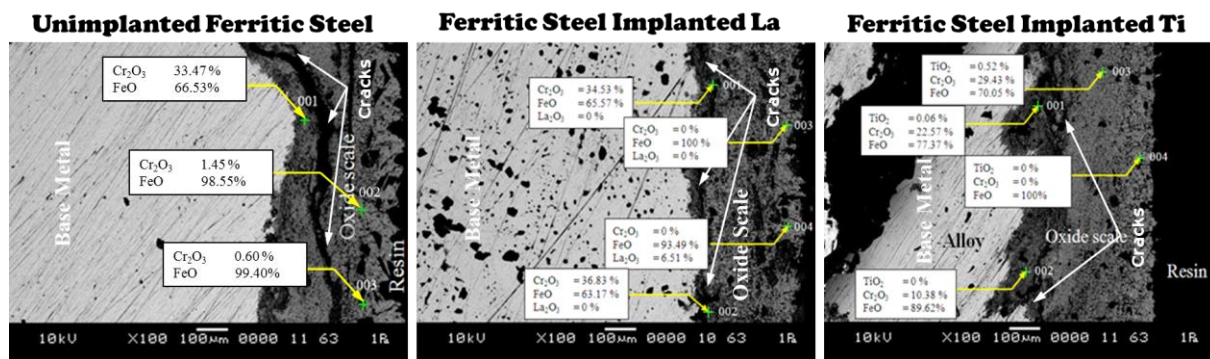 Unimplanted Ferritic Steel
Base Metal
Cr2O3 33.47 %
FeO 66.53%
001
Cracks
Oxide scale
Cr2O3 1.45 %
FeO 98.55%
002
Cr2O3 0.60 %
FeO 99.40%
003
Resin
10kV X100 100μm 0000 11 63 1R
Ferritic Steel Implanted La
Base Metal
Cr2O3 = 34.53 %
FeO = 65.57 %
La2O3 = 0 %
001
Cracks
Cr2O3 = 0 %
FeO = 100 %
La2O3 = 0 %
003
Oxide Scale
Cr2O3 = 0 %
FeO = 93.49 %
La2O3 = 6.51 %
004
Cr2O3 = 36.83 %
FeO = 63.17 %
La2O3 = 0 %
002
10kV X100 100μm 0000 10 63 1R
Ferritic Steel Implanted Ti
TiO2 = 0.52 %
Cr2O3 = 29.43 %
FeO = 70.05 %
003
TiO2 = 0.06 %
Cr2O3 = 22.57 %
FeO = 77.37 %
001
TiO2 = 0 %
Cr2O3 = 0 %
FeO = 100%
004
Base Metal
Alloy
Oxide scale
Cracks
Resin
TiO2 = 0 %
Cr2O3 = 10.38 %
FeO = 89.62%
002
10kV X100 100μm 0000 11 63 1R